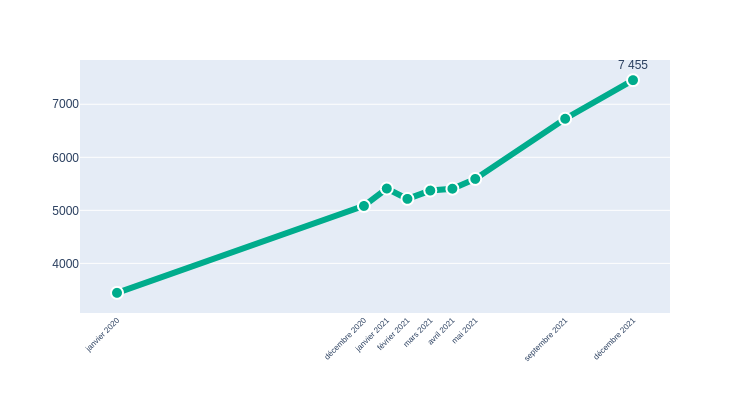 7 455
7000
6000
5000
4000
janvier 2020
décembre 2020
janvier 2021
février 2021
mars 2021
avril 2021
mai 2021
septembre 2021
décembre 2021